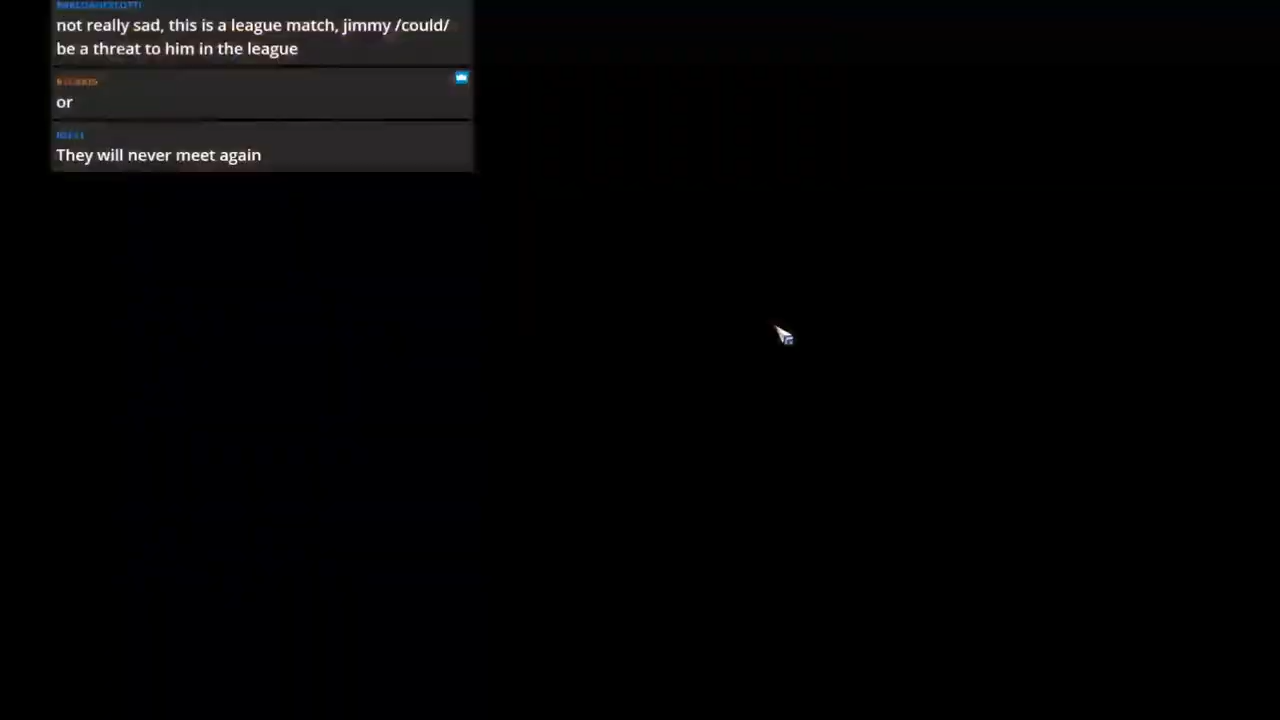 not really sad, this is a league match, jimmy /could/
be a threat to him in the league
or
They will never meet again